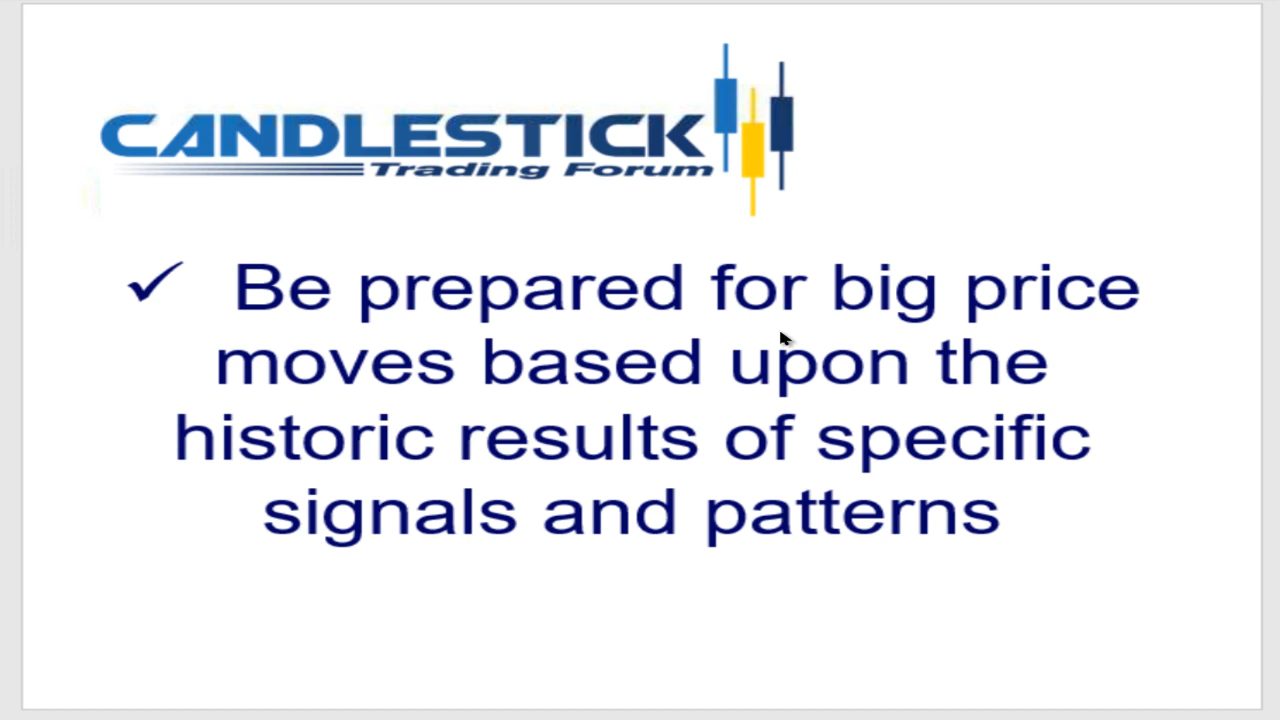 CANDLESTICK
Trading Forum
✓ Be prepared for big price
moves based upon the
historic results of specific
signals and patterns